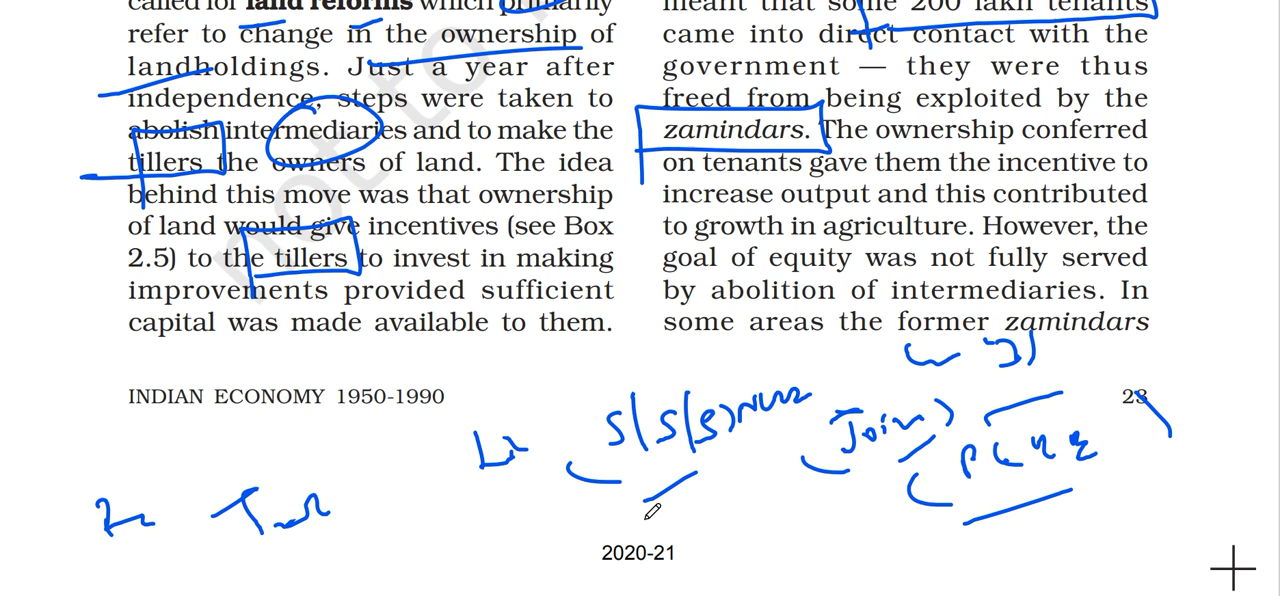 called for land reforms which primarily
refer to change in the ownership of
landholdings. Just a year after
independence, steps were taken to
abolish intermediaries and to make the
tillers the owners of land. The idea
behind this move was that ownership
of land would give incentives (see Box
2.5) to the tillers to invest in making
improvements provided sufficient
capital was made available to them.
meant that some 200 lakh tenants
came into direct contact with the
government — they were thus
freed from being exploited by the
zamindars. The ownership conferred
on tenants gave them the incentive to
increase output and this contributed
to growth in agriculture. However, the
goal of equity was not fully served
by abolition of intermediaries. In
some areas the former zamindars
not to
INDIAN ECONOMY 1950-1990
23
Join
2020-21